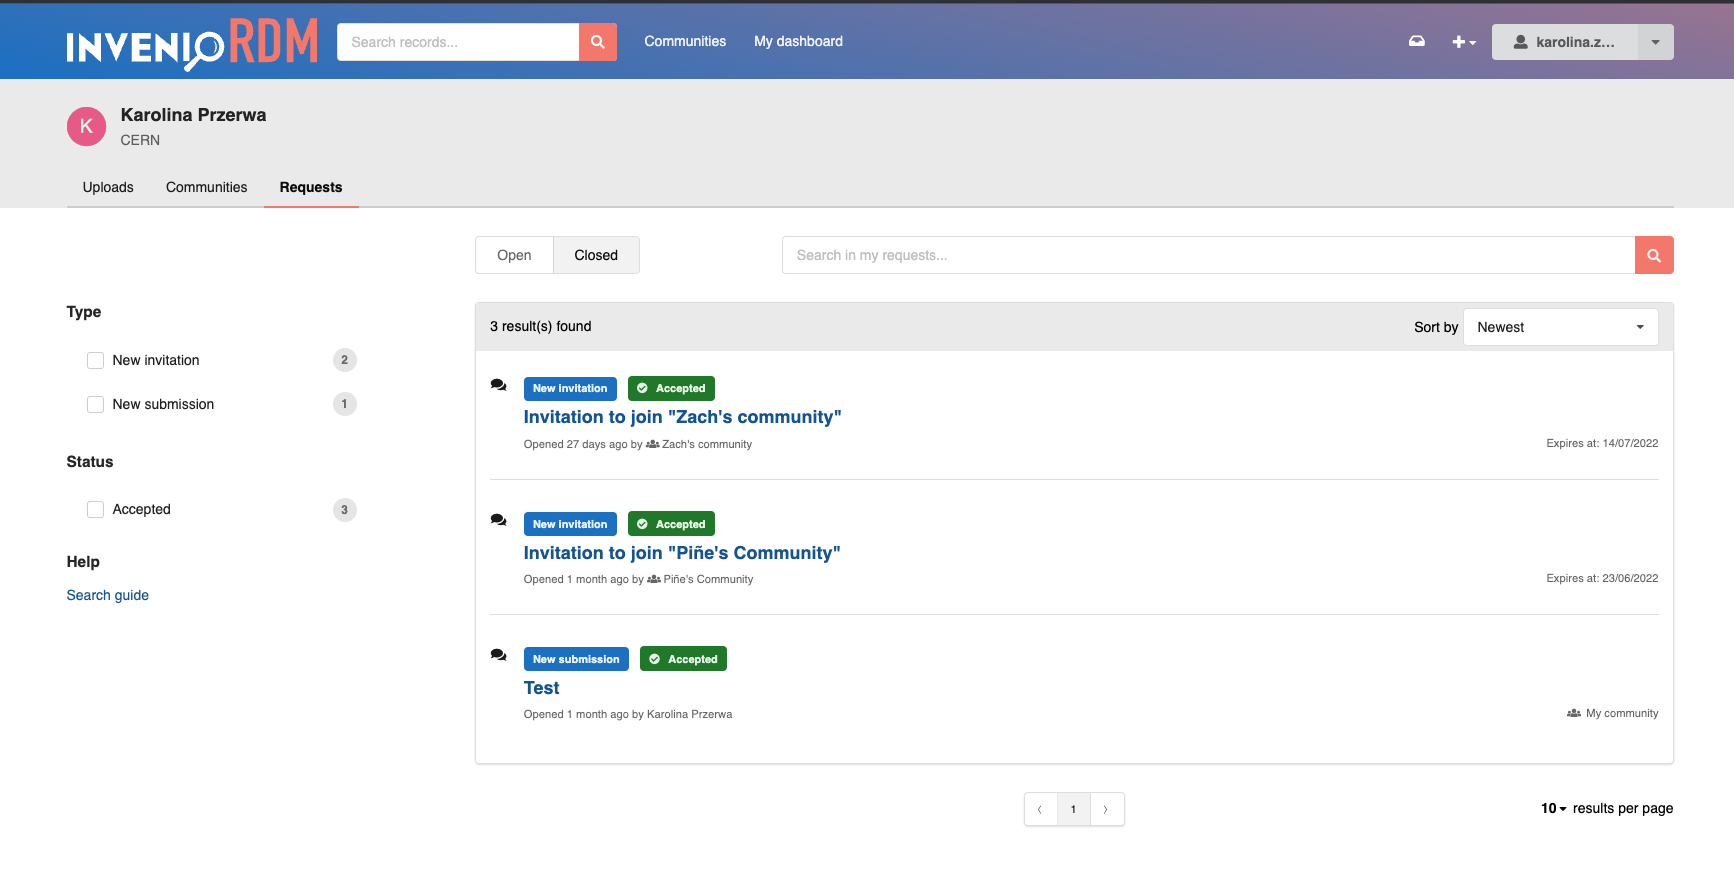 INVENIO RDM
Search records...
Communities
My dashboard
karolina.z...
K
Karolina Przerwa
CERN
Uploads
Communities
Requests
Open
Closed
Search in my requests...
Type
New invitation 2
New submission 1
Status
Accepted 3
Help
Search guide
3 result(s) found
Sort by Newest
New invitation Accepted
Invitation to join "Zach's community"
Opened 27 days ago by Zach's community
Expires at: 14/07/2022
New invitation Accepted
Invitation to join "Piñe's Community"
Opened 1 month ago by Piñe's Community
Expires at: 23/06/2022
New submission Accepted
Test
Opened 1 month ago by Karolina Przerwa
My community
‹ 1 ›
10 results per page